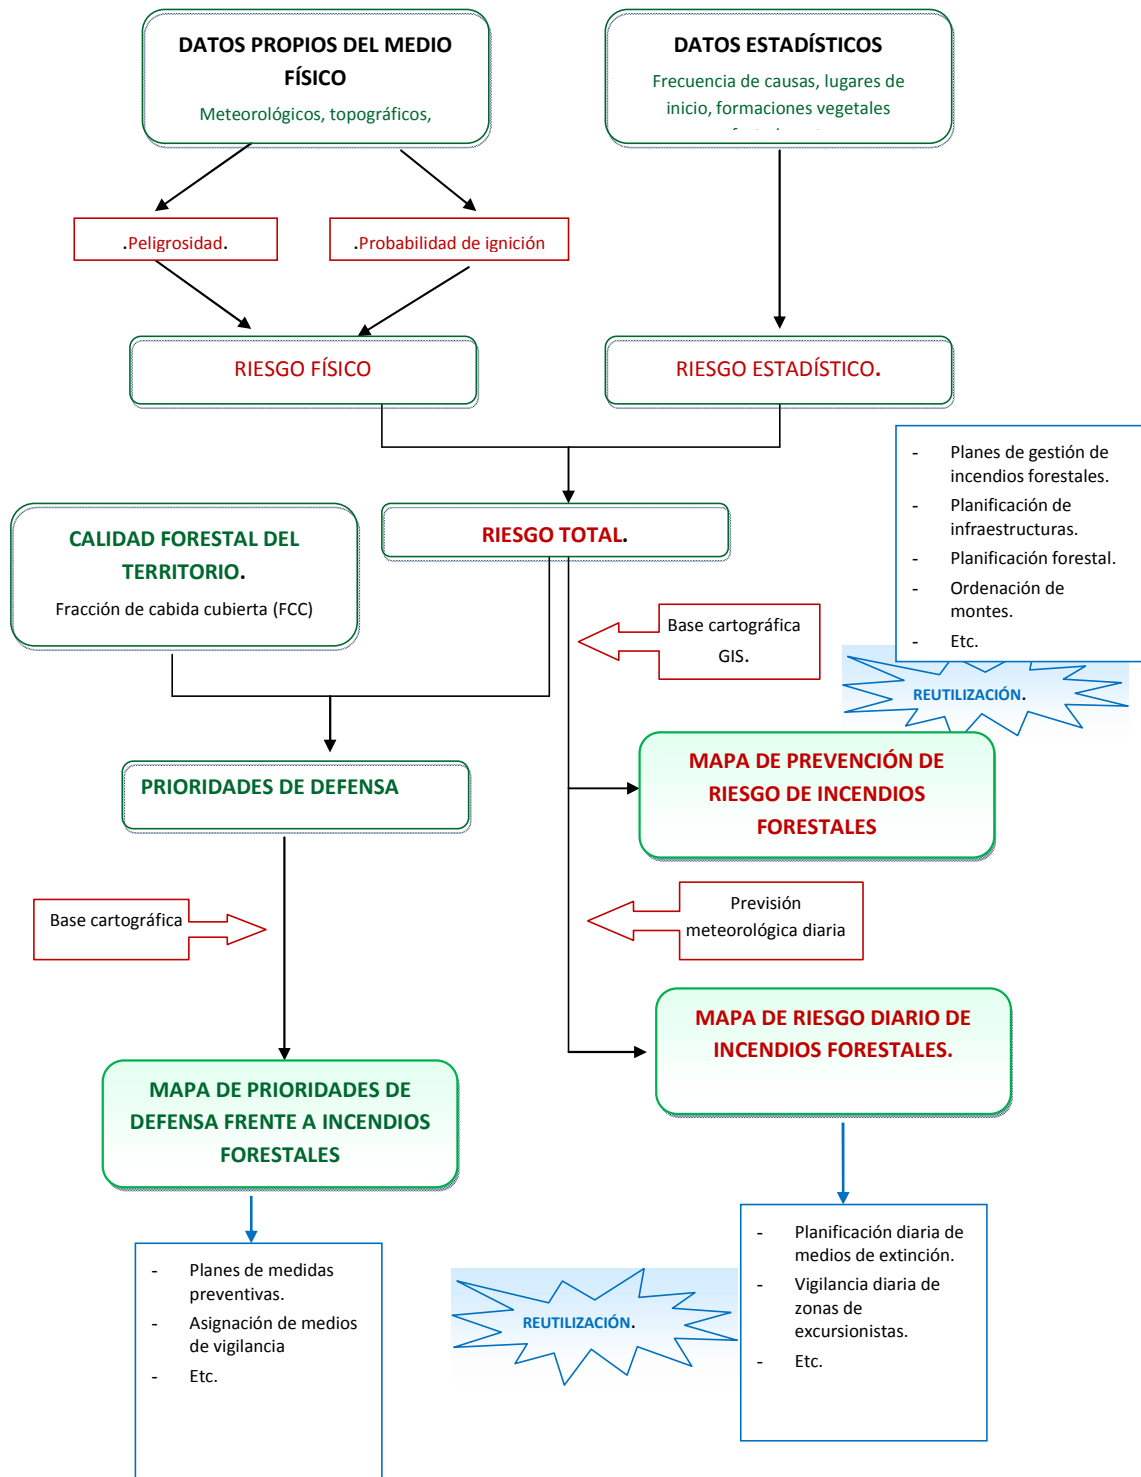 DATOS PROPIOS DEL MEDIO
FÍSICO
Meteorológicos, topográficos,
DATOS ESTADÍSTICOS
Frecuencia de causas, lugares de
inicio, formaciones vegetales
.Peligrosidad.
.Probabilidad de ignición
RIESGO FÍSICO
RIESGO ESTADÍSTICO.
- Planes de gestión de
incendios forestales.
- Planificación de
infraestructuras.
- Planificación forestal.
- Ordenación de
montes.
- Etc.
CALIDAD FORESTAL DEL
TERRITORIO.
Fracción de cabida cubierta (FCC)
RIESGO TOTAL.
Base cartográfica
GIS.
REUTILIZACIÓN.
PRIORIDADES DE DEFENSA
MAPA DE PREVENCIÓN DE
RIESGO DE INCENDIOS
FORESTALES
Base cartográfica
Previsión
meteorológica diaria
MAPA DE RIESGO DIARIO DE
INCENDIOS FORESTALES.
MAPA DE PRIORIDADES DE
DEFENSA FRENTE A INCENDIOS
FORESTALES
- Planes de medidas
preventivas.
- Asignación de medios
de vigilancia
- Etc.
REUTILIZACIÓN.
- Planificación diaria de
medios de extinción.
- Vigilancia diaria de
zonas de
excursionistas.
- Etc.